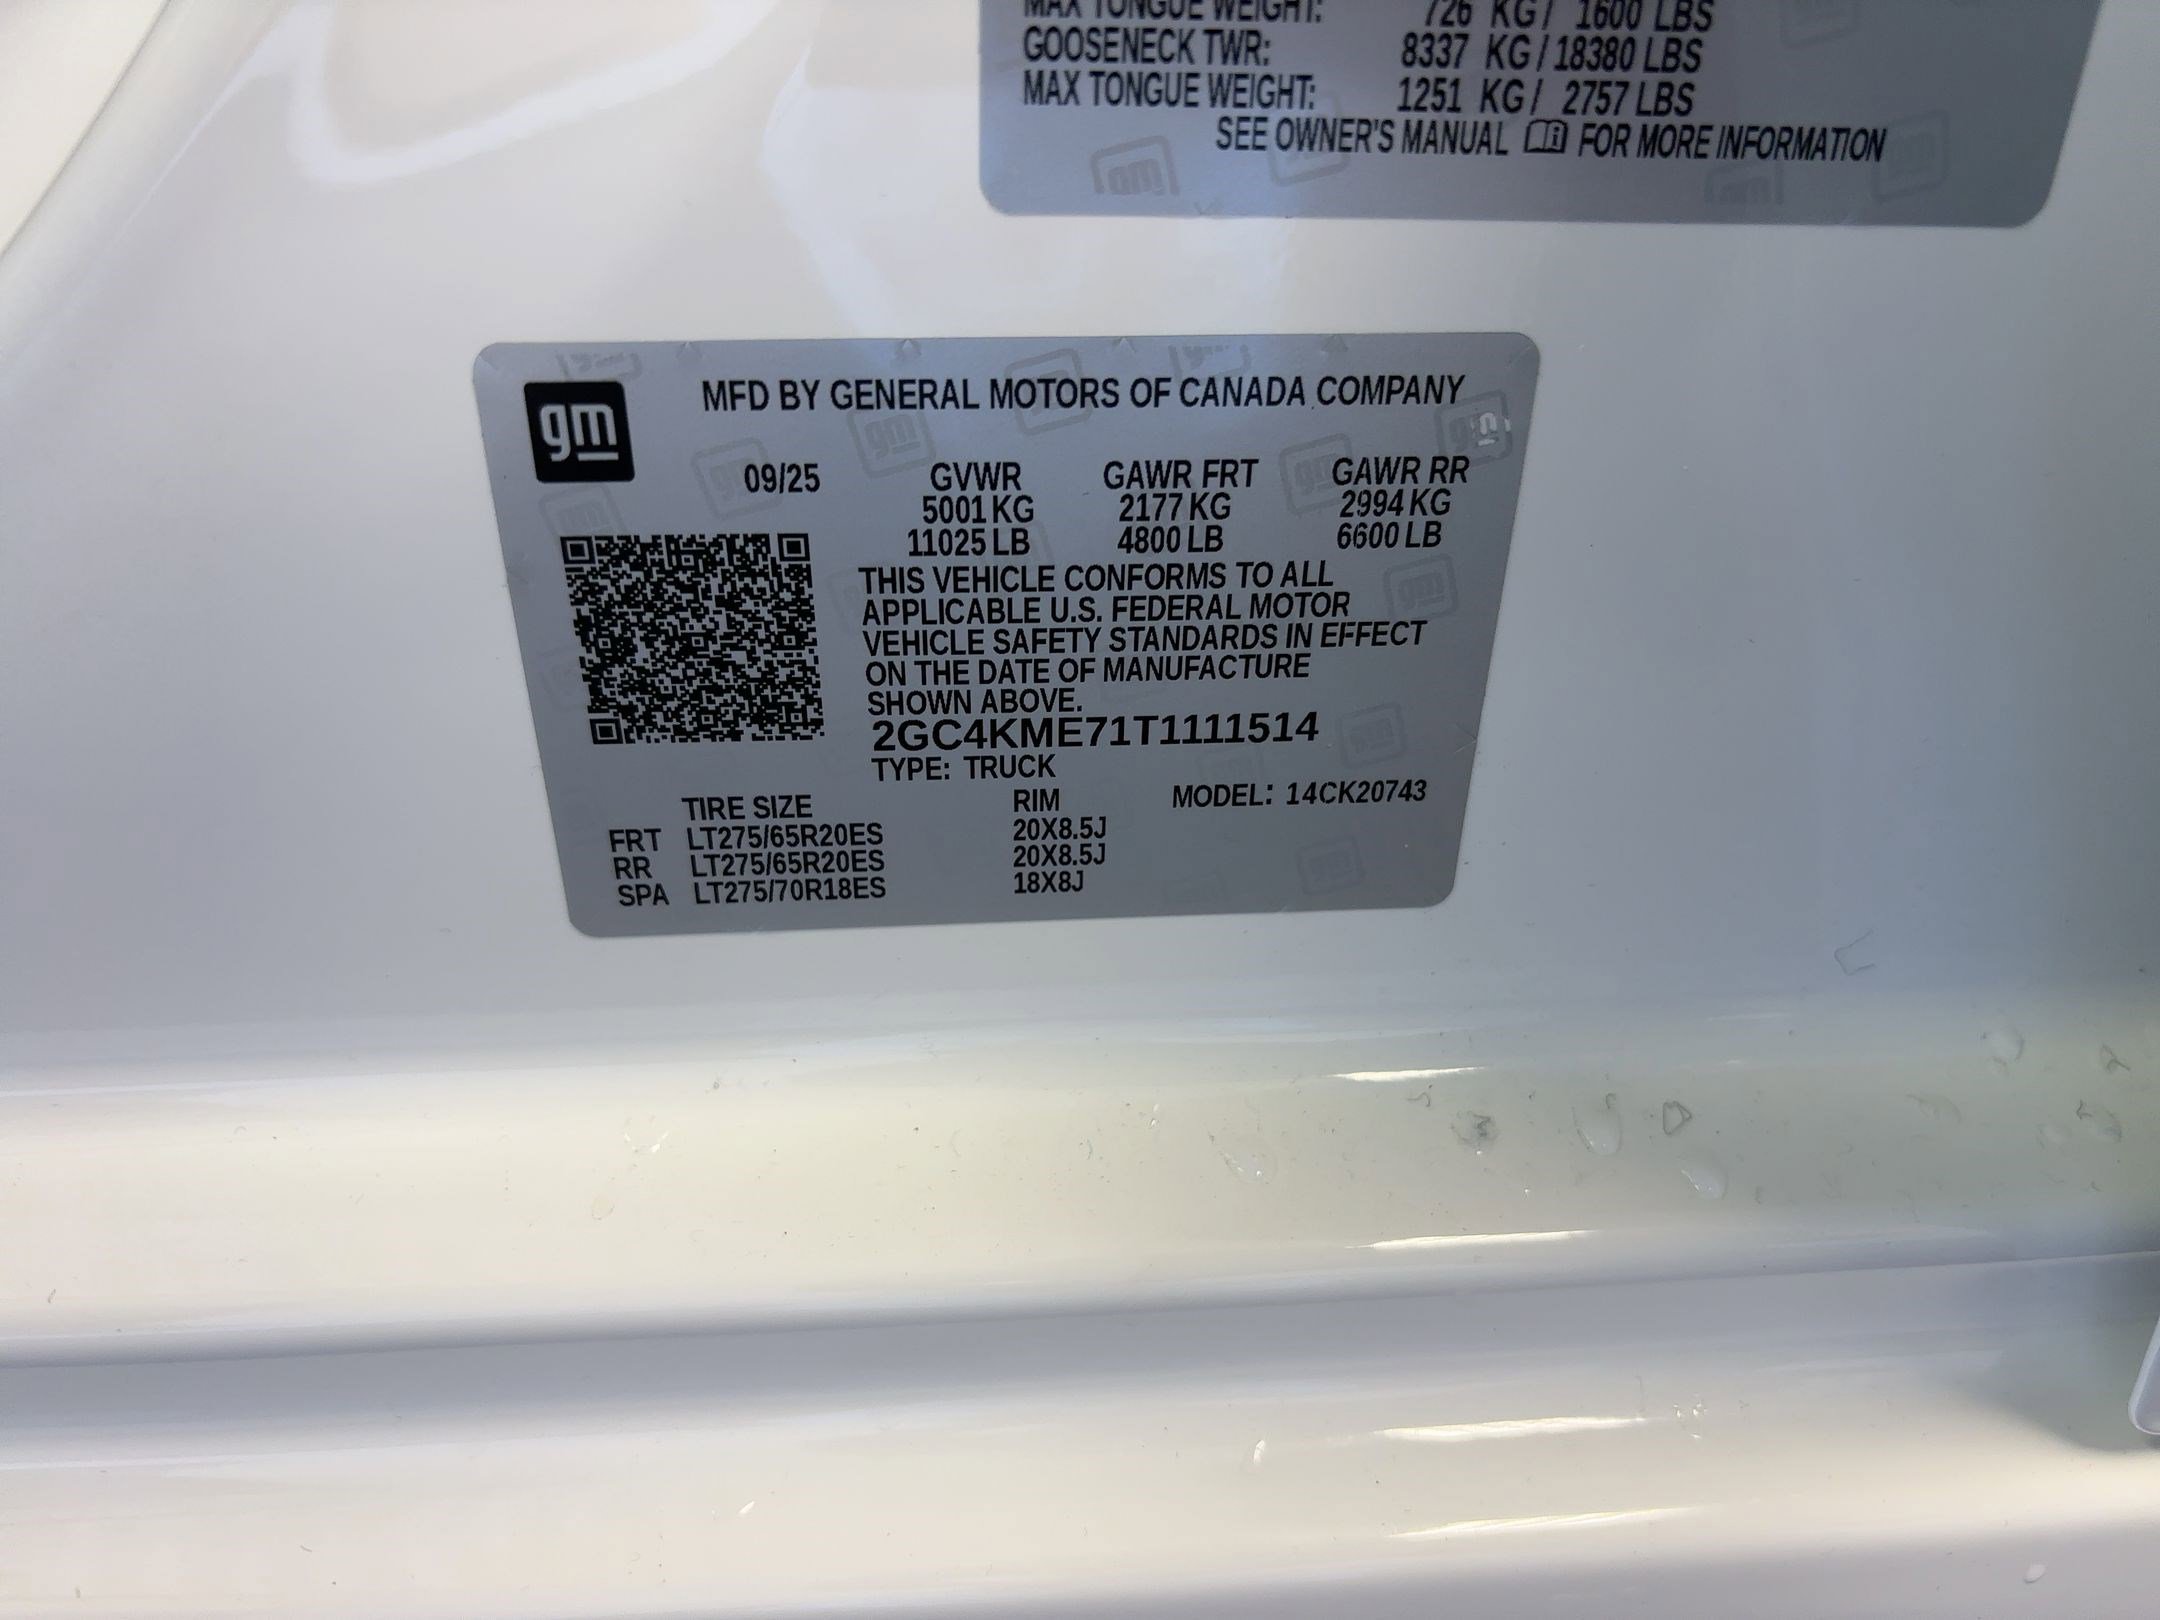 MAX TONGUE WEIGHT: 726 KG / 1600 LBS
GOOSENECK TWR: 8337 KG / 18380 LBS
MAX TONGUE WEIGHT: 1251 KG / 2757 LBS
SEE OWNER'S MANUAL FOR MORE INFORMATION
gm
MFD BY GENERAL MOTORS OF CANADA COMPANY
09/25 GVWR GAWR FRT GAWR RR
5001 KG 2177 KG 2994 KG
11025 LB 4800 LB 6600 LB
THIS VEHICLE CONFORMS TO ALL
APPLICABLE U.S. FEDERAL MOTOR
VEHICLE SAFETY STANDARDS IN EFFECT
ON THE DATE OF MANUFACTURE
SHOWN ABOVE.
2GC4KME71T1111514
TYPE: TRUCK
TIRE SIZE RIM MODEL: 14CK20743
FRT LT275/65R20ES 20X8.5J
RR LT275/65R20ES 20X8.5J
SPA LT275/70R18ES 18X8J